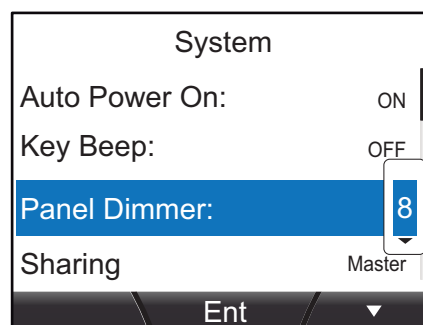 System
Auto Power On: ON
Key Beep: OFF
Panel Dimmer: 8
Sharing Master
Ent